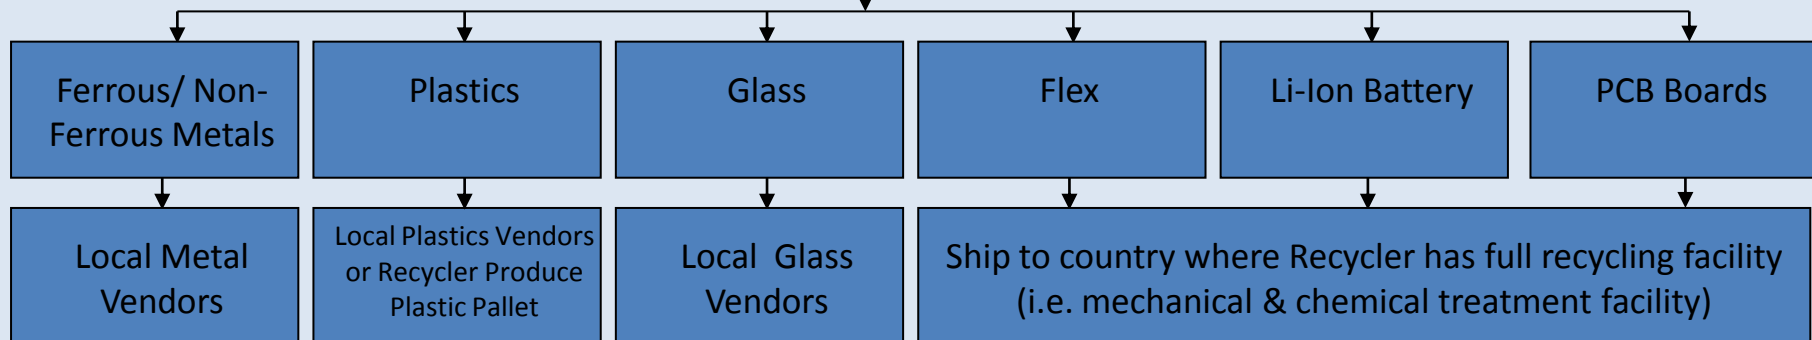 Ferrous/ Non-
Ferrous Metals
Plastics
Glass
Flex
Li-Ion Battery
PCB Boards
Local Metal
Vendors
Local Plastics Vendors
or Recycler Produce
Plastic Pallet
Local Glass
Vendors
Ship to country where Recycler has full recycling facility
(i.e. mechanical & chemical treatment facility)